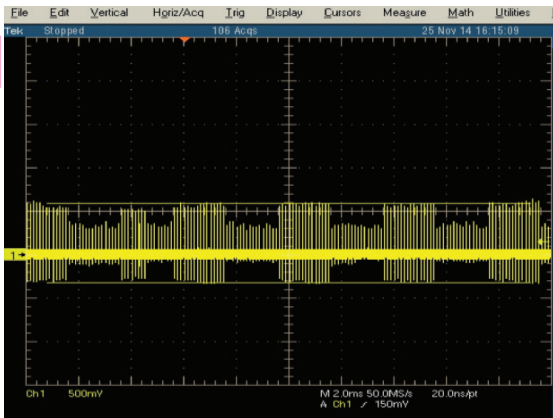 File Edit Vertical Horiz/Acq Trig Display Cursors Measure Math Utilities
Tek Stopped 106 Acqs 25 Nov 14 16:15:09
1
Ch1 500mV M 2.0ms 50.0MS/s 20.0ns/pt
A Ch1 150mV